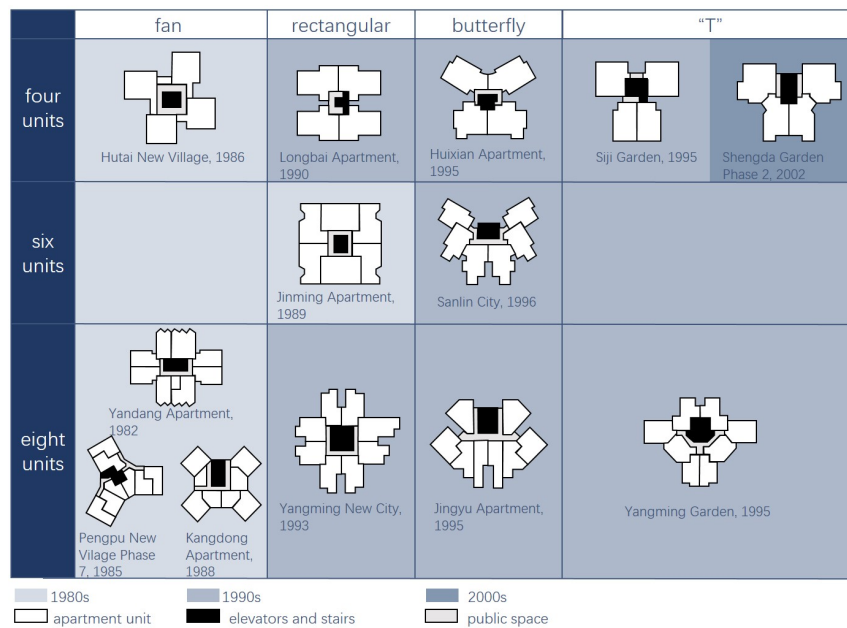 fan
rectangular
butterfly
“T”
four
units
Hutai New Village, 1986
Longbai Apartment,
1990
Huixian Apartment,
1995
Siji Garden, 1995
Shengda Garden
Phase 2, 2002
six
units
Jinming Apartment,
1989
Sanlin City, 1996
eight
units
Yandang Apartment,
1982
Pengpu New
Vilage Phase
7, 1985
Kangdong
Apartment,
1988
Yangming New City,
1993
Jingyu Apartment,
1995
Yangming Garden, 1995
1980s
1990s
2000s
apartment unit
elevators and stairs
public space